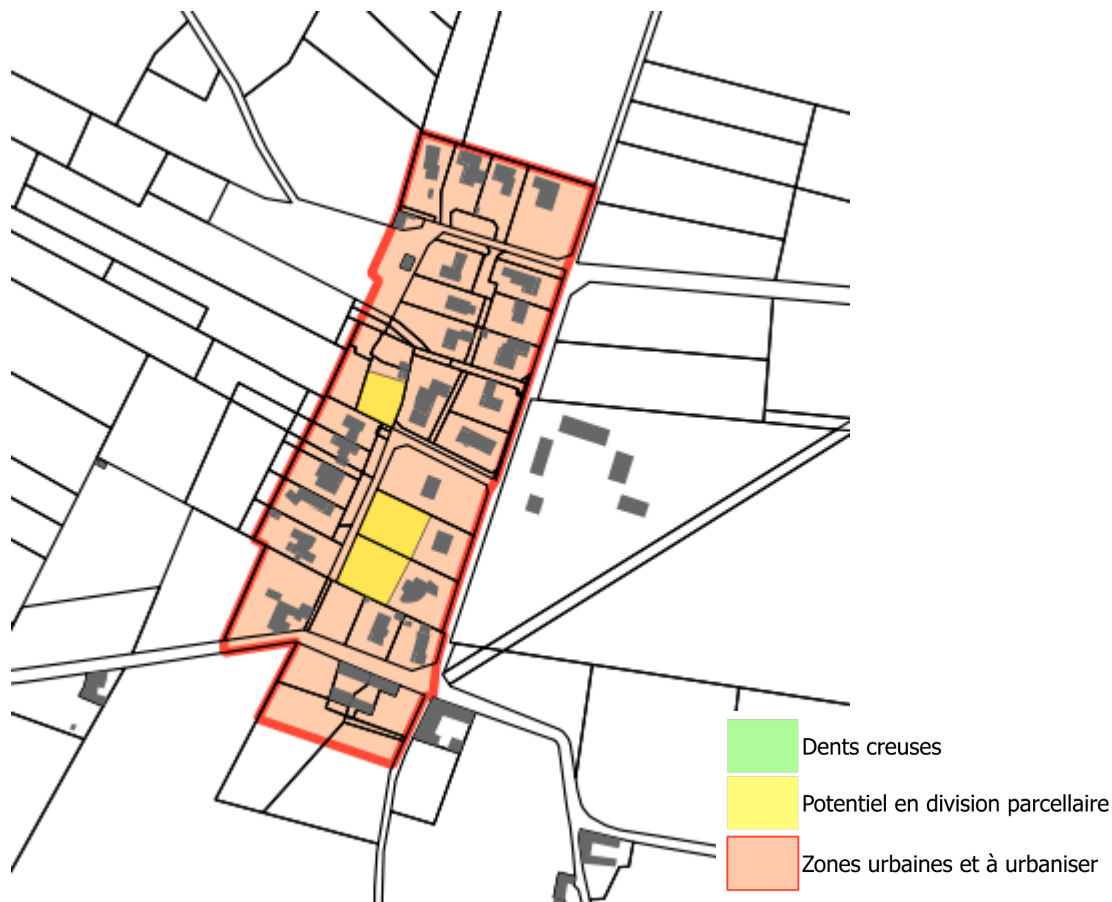 Dents creuses
Potentiel en division parcellaire
Zones urbaines et à urbaniser